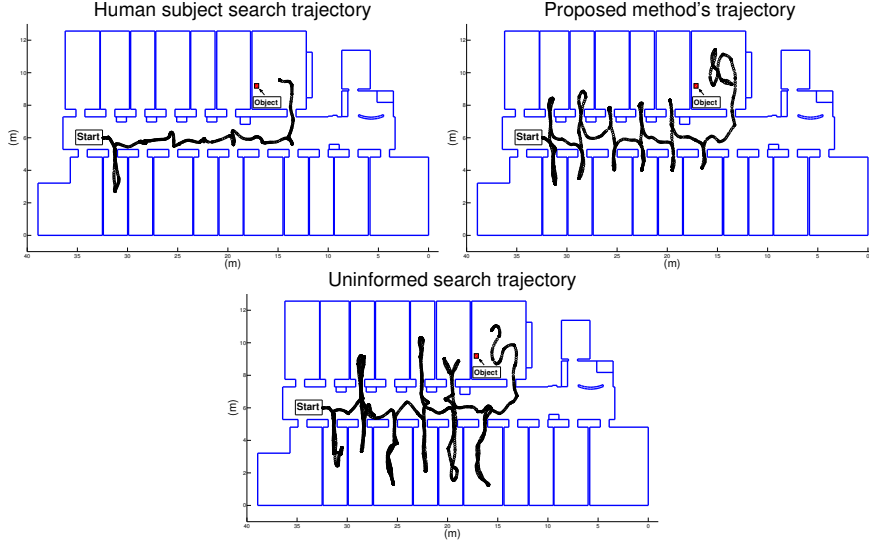 Human subject search trajectory
12
10
8
6
4
2
0
(m)
Object
Start
40 35 30 25 20 15 10 5 0
(m)
Proposed method's trajectory
12
10
8
6
4
2
0
(m)
Object
Start
40 35 30 25 20 15 10 5 0
(m)
Uninformed search trajectory
12
10
8
6
4
2
0
(m)
Object
Start
40 35 30 25 20 15 10 5 0
(m)